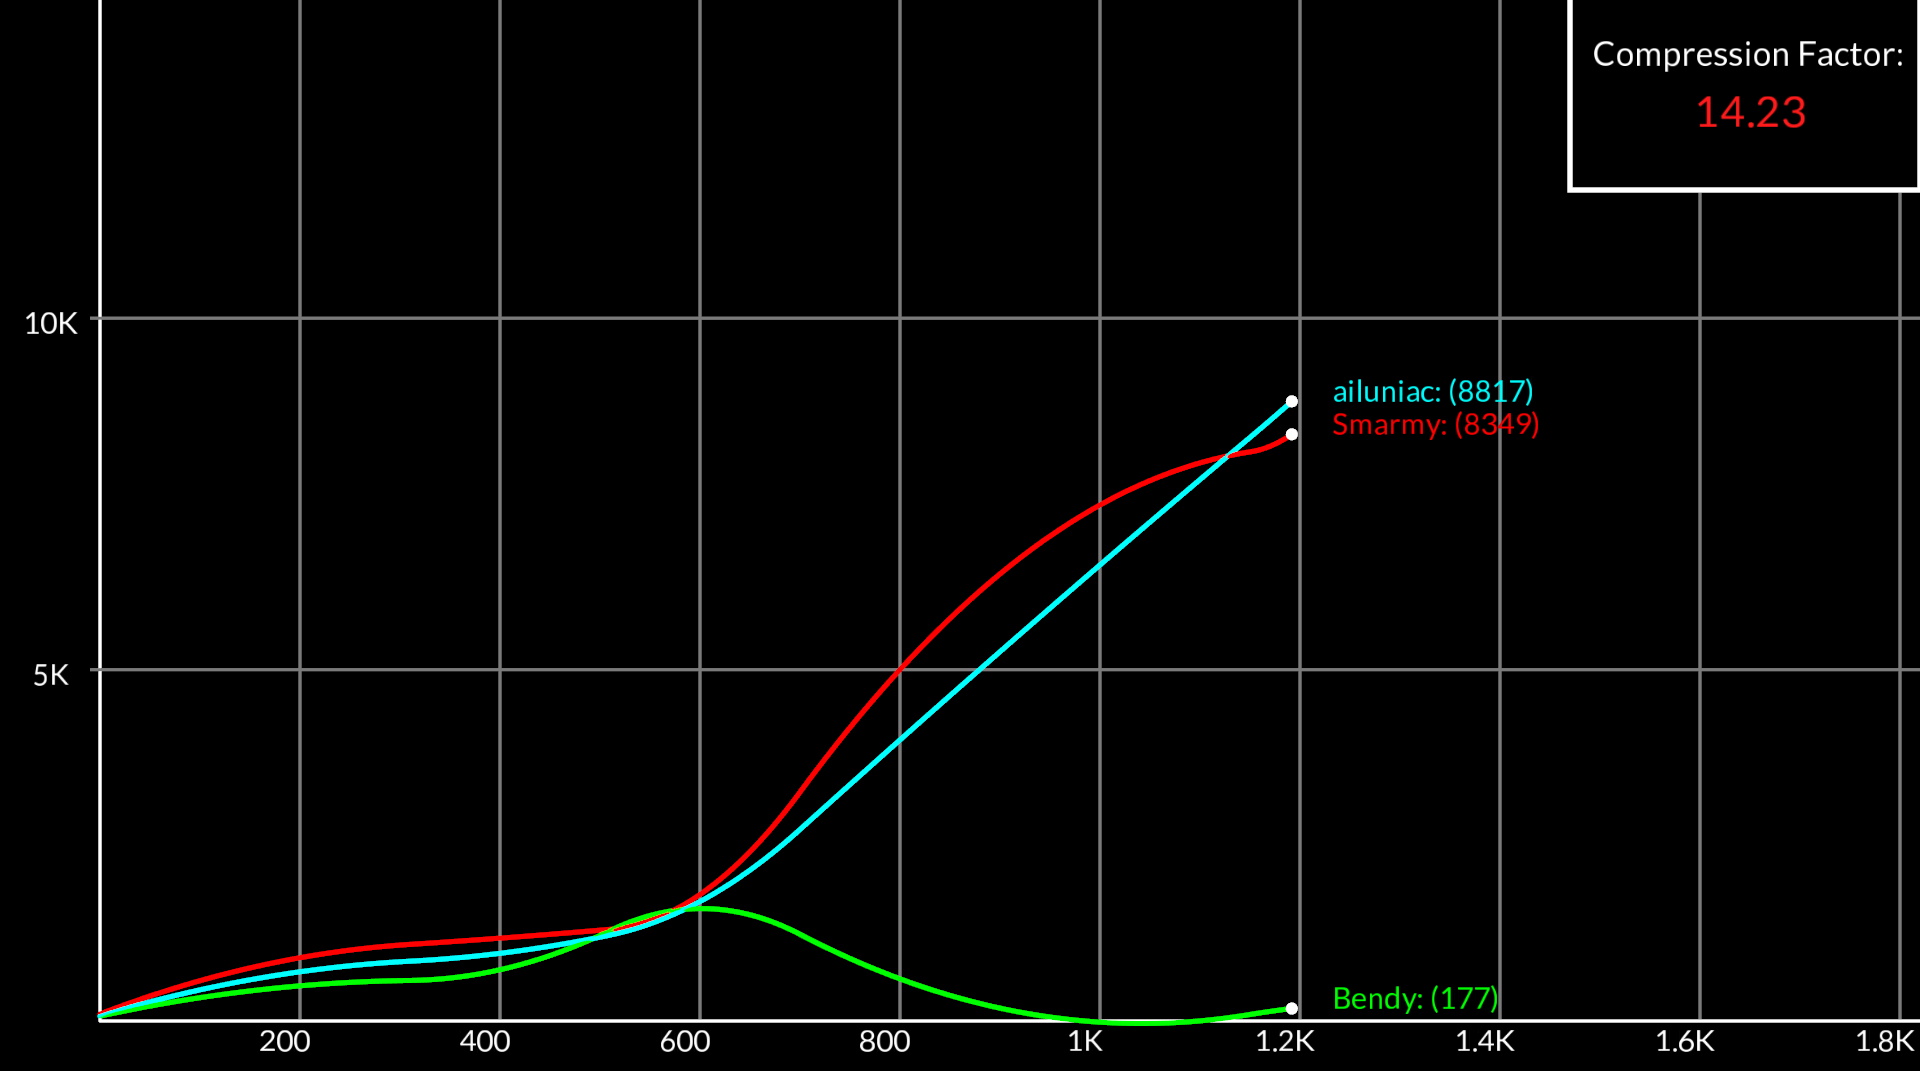 Compression Factor:
14.23
10K
ailuniac: (8817)
Smarmy: (8349)
5K
Bendy: (177)
200 400 600 800 1K 1.2K 1.4K 1.6K 1.8K